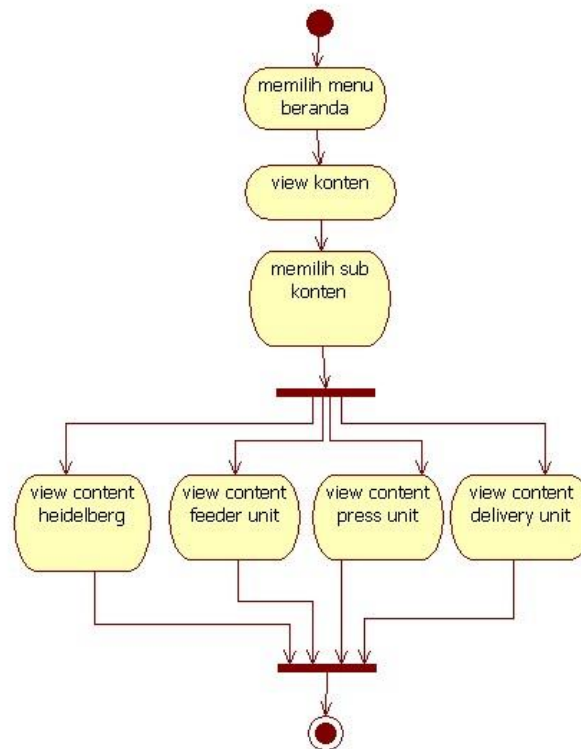 memilih menu
beranda
view konten
memilih sub
konten
view content
heidelberg
view content
feeder unit
view content
press unit
view content
delivery unit